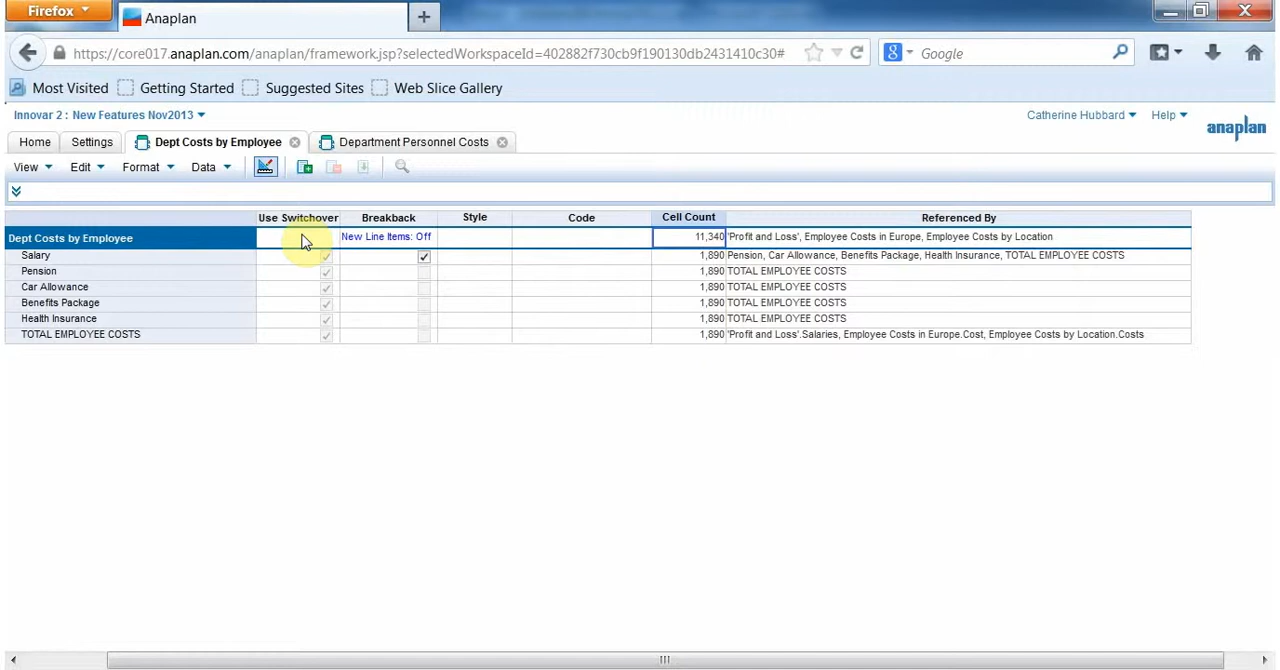 Firefox
Anaplan
https://core017.anaplan.com/anaplan/framework.jsp?selectedWorkspaceId=402882f730cb9f190130db2431410c30#
Google
Most Visited Getting Started Suggested Sites Web Slice Gallery
Innovar 2 : New Features Nov2013 Catherine Hubbard Help
anaplan
Home Settings Dept Costs by Employee Department Personnel Costs
View Edit Format Data
Use Switchover Breakback Style Code Cell Count Referenced By
Dept Costs by Employee New Line Items: Off 11,340 'Profit and Loss', Employee Costs in Europe, Employee Costs by Location
Salary 1,890 Pension, Car Allowance, Benefits Package, Health Insurance, TOTAL EMPLOYEE COSTS
Pension 1,890 TOTAL EMPLOYEE COSTS
Car Allowance 1,890 TOTAL EMPLOYEE COSTS
Benefits Package 1,890 TOTAL EMPLOYEE COSTS
Health Insurance 1,890 TOTAL EMPLOYEE COSTS
TOTAL EMPLOYEE COSTS 1,890 'Profit and Loss'.Salaries, Employee Costs in Europe.Cost, Employee Costs by Location.Costs